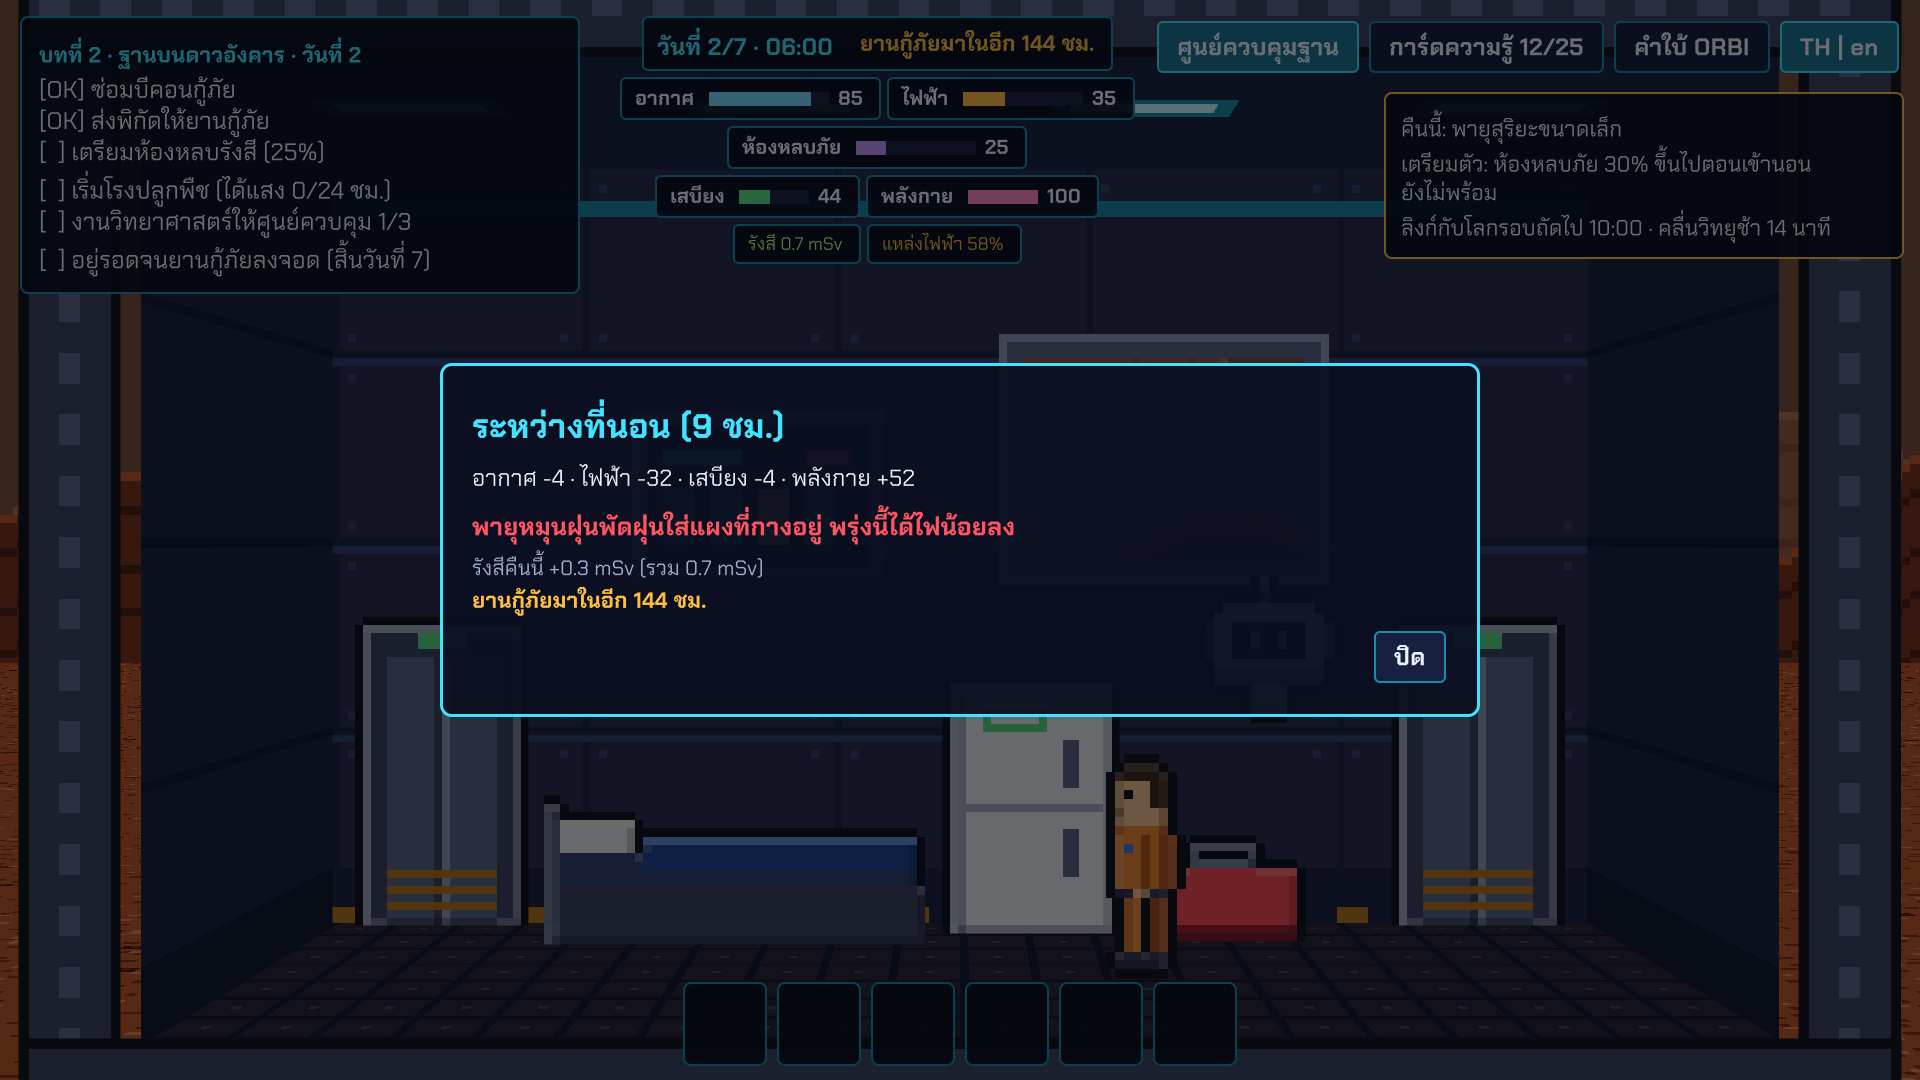 บทที่ 2 · ฐานบนดาวอังคาร · วันที่ 2
[OK] ซ่อมบีคอนกู้ภัย
[OK] ส่งพิกัดให้ยานกู้ภัย
[ ] เตรียมห้องหลบรังสี (25%)
[ ] เริ่มโรงปลูกพืช (ได้แสง 0/24 ชม.)
[ ] งานวิทยาศาสตร์ให้ศูนย์ควบคุม 1/3
[ ] อยู่รอดจนยานกู้ภัยลงจอด (สิ้นวันที่ 7)
วันที่ 2/7 · 06:00 ยานกู้ภัยมาในอีก 144 ชม.
อากาศ 85 ไฟฟ้า 35
ห้องหลบภัย 25
เสบียง 44 พลังกาย 100
รังสี 0.7 mSv แหล่งไฟฟ้า 58%
ศูนย์ควบคุมฐาน การ์ดความรู้ 12/25 คำใบ้ ORBI TH | en
คืนนี้: พายุสุริยะขนาดเล็ก
เตรียมตัว: ห้องหลบภัย 30% ขึ้นไปตอนเข้านอน
ยังไม่พร้อม
ลิงก์กับโลกรอบถัดไป 10:00 · คลื่นวิทยุช้า 14 นาที
ระหว่างที่นอน (9 ชม.)
อากาศ -4 · ไฟฟ้า -32 · เสบียง -4 · พลังกาย +52
พายุหมุนฝุ่นพัดฝุ่นใส่แผงที่กางอยู่ พรุ่งนี้ได้ไฟน้อยลง
รังสีคืนนี้ +0.3 mSv (รวม 0.7 mSv)
ยานกู้ภัยมาในอีก 144 ชม.
ปิด